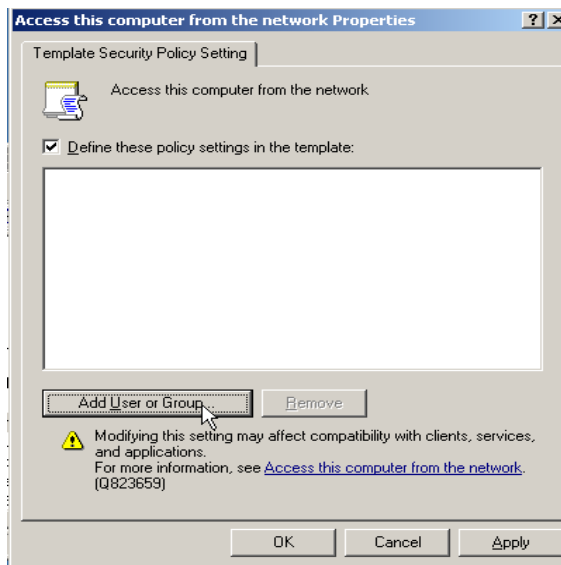 Access this computer from the network Properties
Template Security Policy Setting
Access this computer from the network
Define these policy settings in the template:
Add User or Group...
Remove
Modifying this setting may affect compatibility with clients, services,
and applications.
For more information, see Access this computer from the network.
(Q823659)
OK
Cancel
Apply